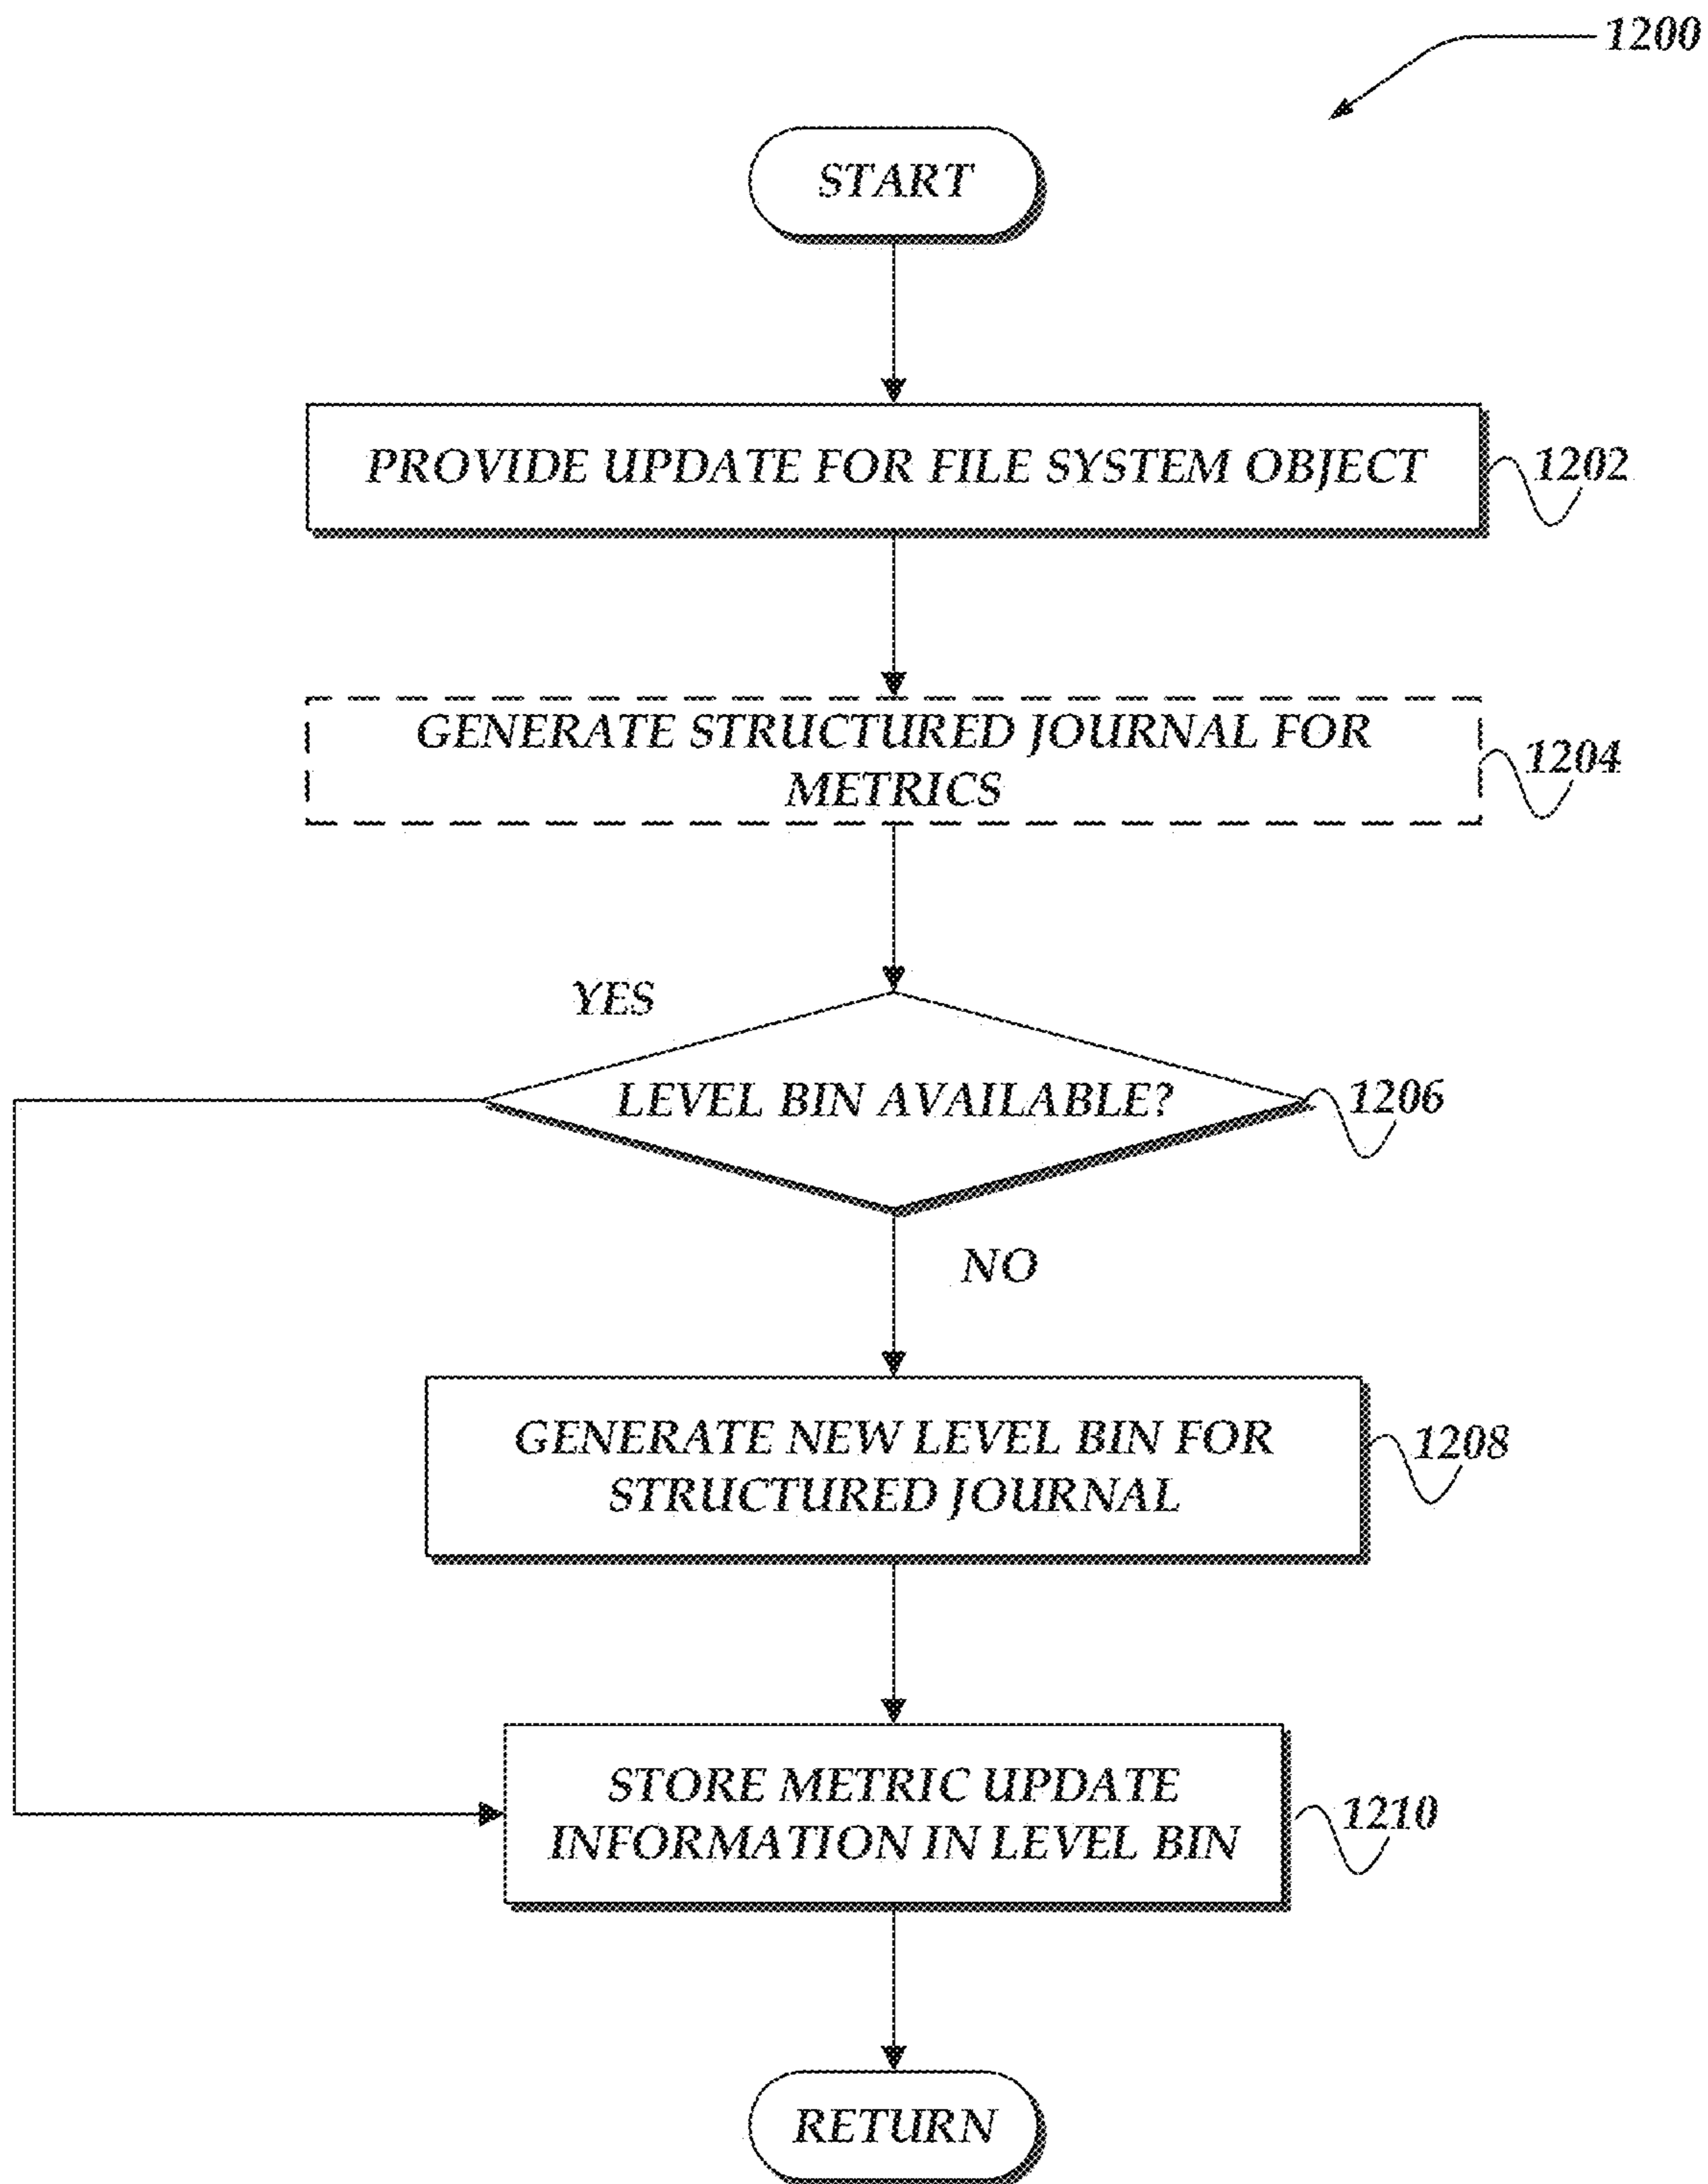 1200
START
PROVIDE UPDATE FOR FILE SYSTEM OBJECT
1202
GENERATE STRUCTURED JOURNAL FOR
METRICS
1204
YES
LEVEL BIN AVAILABLE?
1206
NO
GENERATE NEW LEVEL BIN FOR
STRUCTURED JOURNAL
1208
STORE METRIC UPDATE
INFORMATION IN LEVEL BIN
1210
RETURN